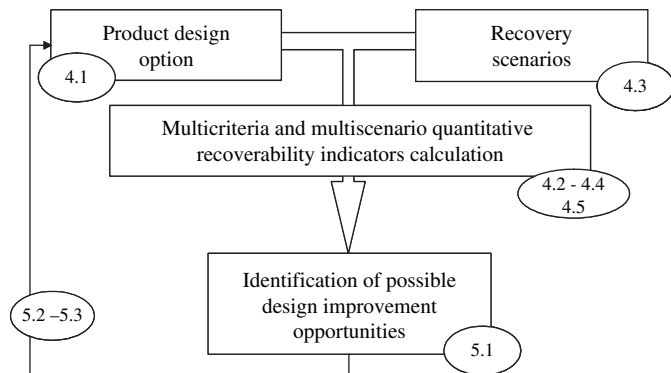 Product design
option
4.1
Recovery
scenarios
4.3
Multicriteria and multiscenario quantitative
recoverability indicators calculation
4.2 - 4.4
4.5
Identification of possible
design improvement
opportunities
5.1
5.2 –5.3